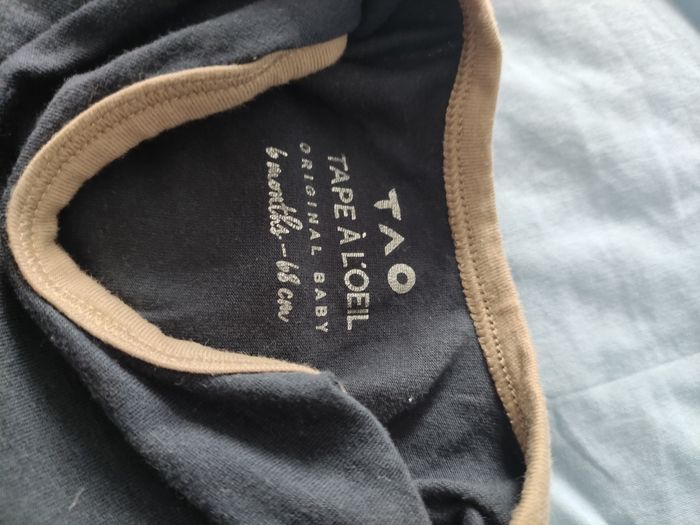 TAO
TAPE À L'OEIL
ORIGINAL BABY
6 months - 68 cm